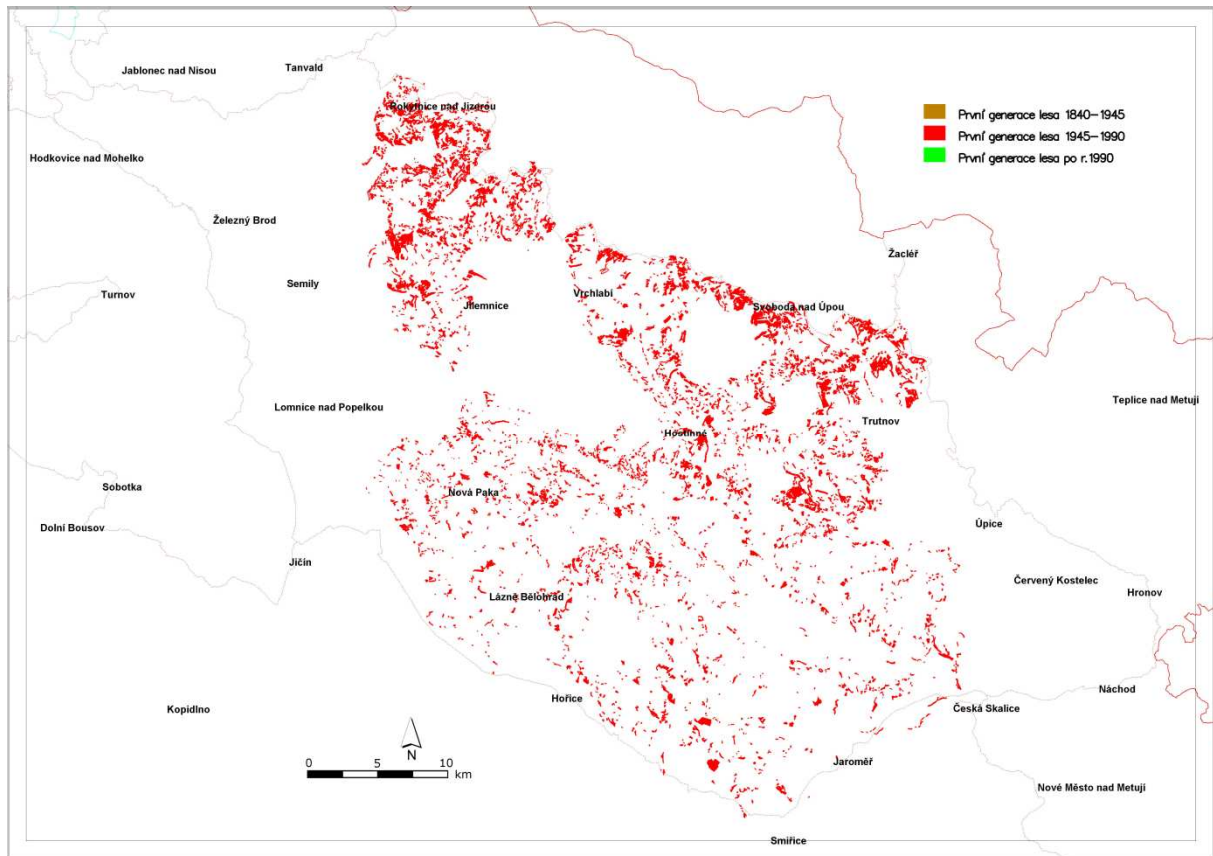 Jablonec nad Nisou
Tanvald
Rokytnice nad Jizerou
První generace lesa 1840–1945
První generace lesa 1945–1990
První generace lesa po r.1990
Hodkovice nad Mohelko
Železný Brod
Žacléř
Semily
Turnov
Vrchlabí
Jilemnice
Svoboda nad Úpou
Lomnice nad Popelkou
Teplice nad Metují
Trutnov
Hostinné
Sobotka
Nová Paka
Dolní Bousov
Úpice
Jičín
Červený Kostelec
Hronov
Lázně Bělohrad
Hořice
Náchod
Kopidlno
Česká Skalice
N
0 5 10
km
Jaroměř
Nové Město nad Metují
Smiřice